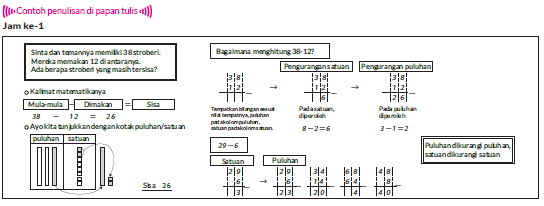 Contoh penulisan di papan tulis
Jam ke-1
Sinta dan temannya memiliki 38 stroberi.
Mereka memakan 12 di antaranya.
Ada berapa stroberi yang masih tersisa?
Kalimat matematikanya
Mula-mula – Dimakan = Sisa
38 – 12 = 26
Ayo kita tunjukkan dengan kotak puluhan/satuan
puluhan satuan
Sisa 26
Bagaimana menghitung 38-12?
Pengurangan satuan Pengurangan puluhan
3 8
1 2
→
3 8
1 2
6
→
3 8
1 2
2 6
Tempatkan bilangan sesuai
nilai tempatnya, puluhan
pada kolom puluhan,
satuan pada kolom satuan.
Pada satuan,
diperoleh
8 – 2 = 6
Pada puluhan
diperoleh
3 – 1 = 2
29 – 6
Satuan Puluhan
2 9
6
3
→
2 9
6
2 3
3 4
1 4
2 0
6 8
6 4
4
4 8
8
4 0
Puluhan dikurangi puluhan,
satuan dikurangi satuan